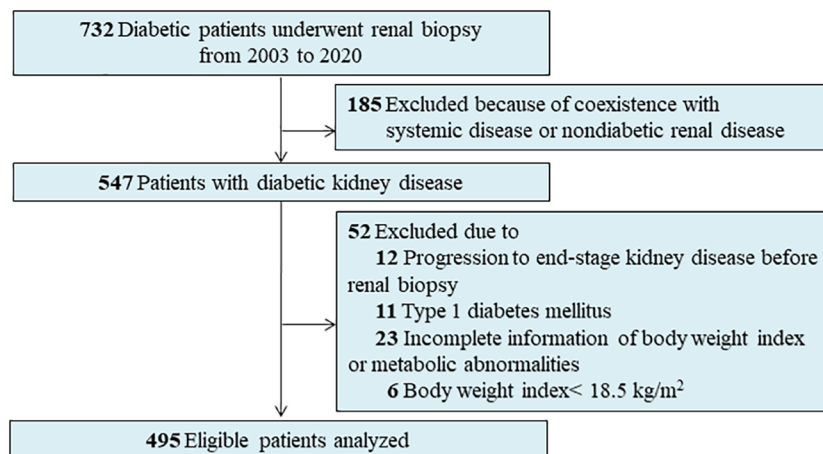 732 Diabetic patients underwent renal biopsy
from 2003 to 2020
185 Excluded because of coexistence with
systemic disease or nondiabetic renal disease
547 Patients with diabetic kidney disease
52 Excluded due to
12 Progression to end-stage kidney disease before
renal biopsy
11 Type 1 diabetes mellitus
23 Incomplete information of body weight index
or metabolic abnormalities
6 Body weight index< 18.5 kg/m²
495 Eligible patients analyzed